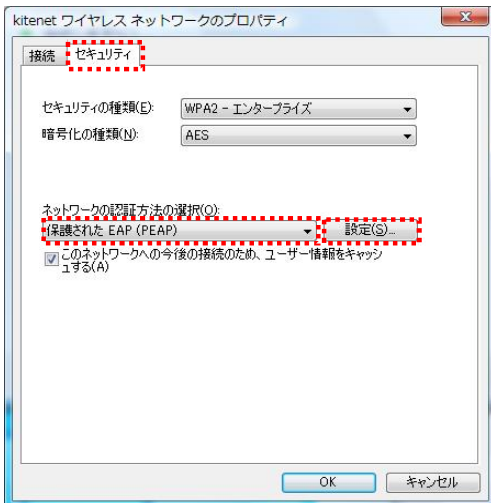 kitenet ワイヤレス ネットワークのプロパティ
接続 セキュリティ
セキュリティの種類(E): WPA2 - エンタープライズ
暗号化の種類(N): AES
ネットワークの認証方法の選択(O):
保護された EAP (PEAP) 設定(S)...
このネットワークへの今後の接続のため、ユーザー情報をキャッシ
ュする(A)
OK キャンセル